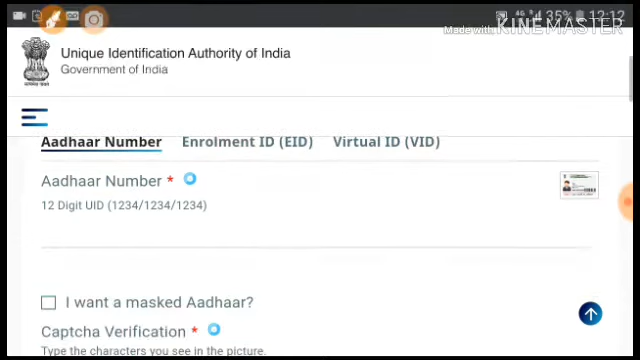 4G 35% 12:12
Made with KINEMASTER
Unique Identification Authority of India
Government of India
Aadhaar Number Enrolment ID (EID) Virtual ID (VID)
Aadhaar Number *
12 Digit UID (1234/1234/1234)
I want a masked Aadhaar?
Captcha Verification *
Type the characters you see in the picture.